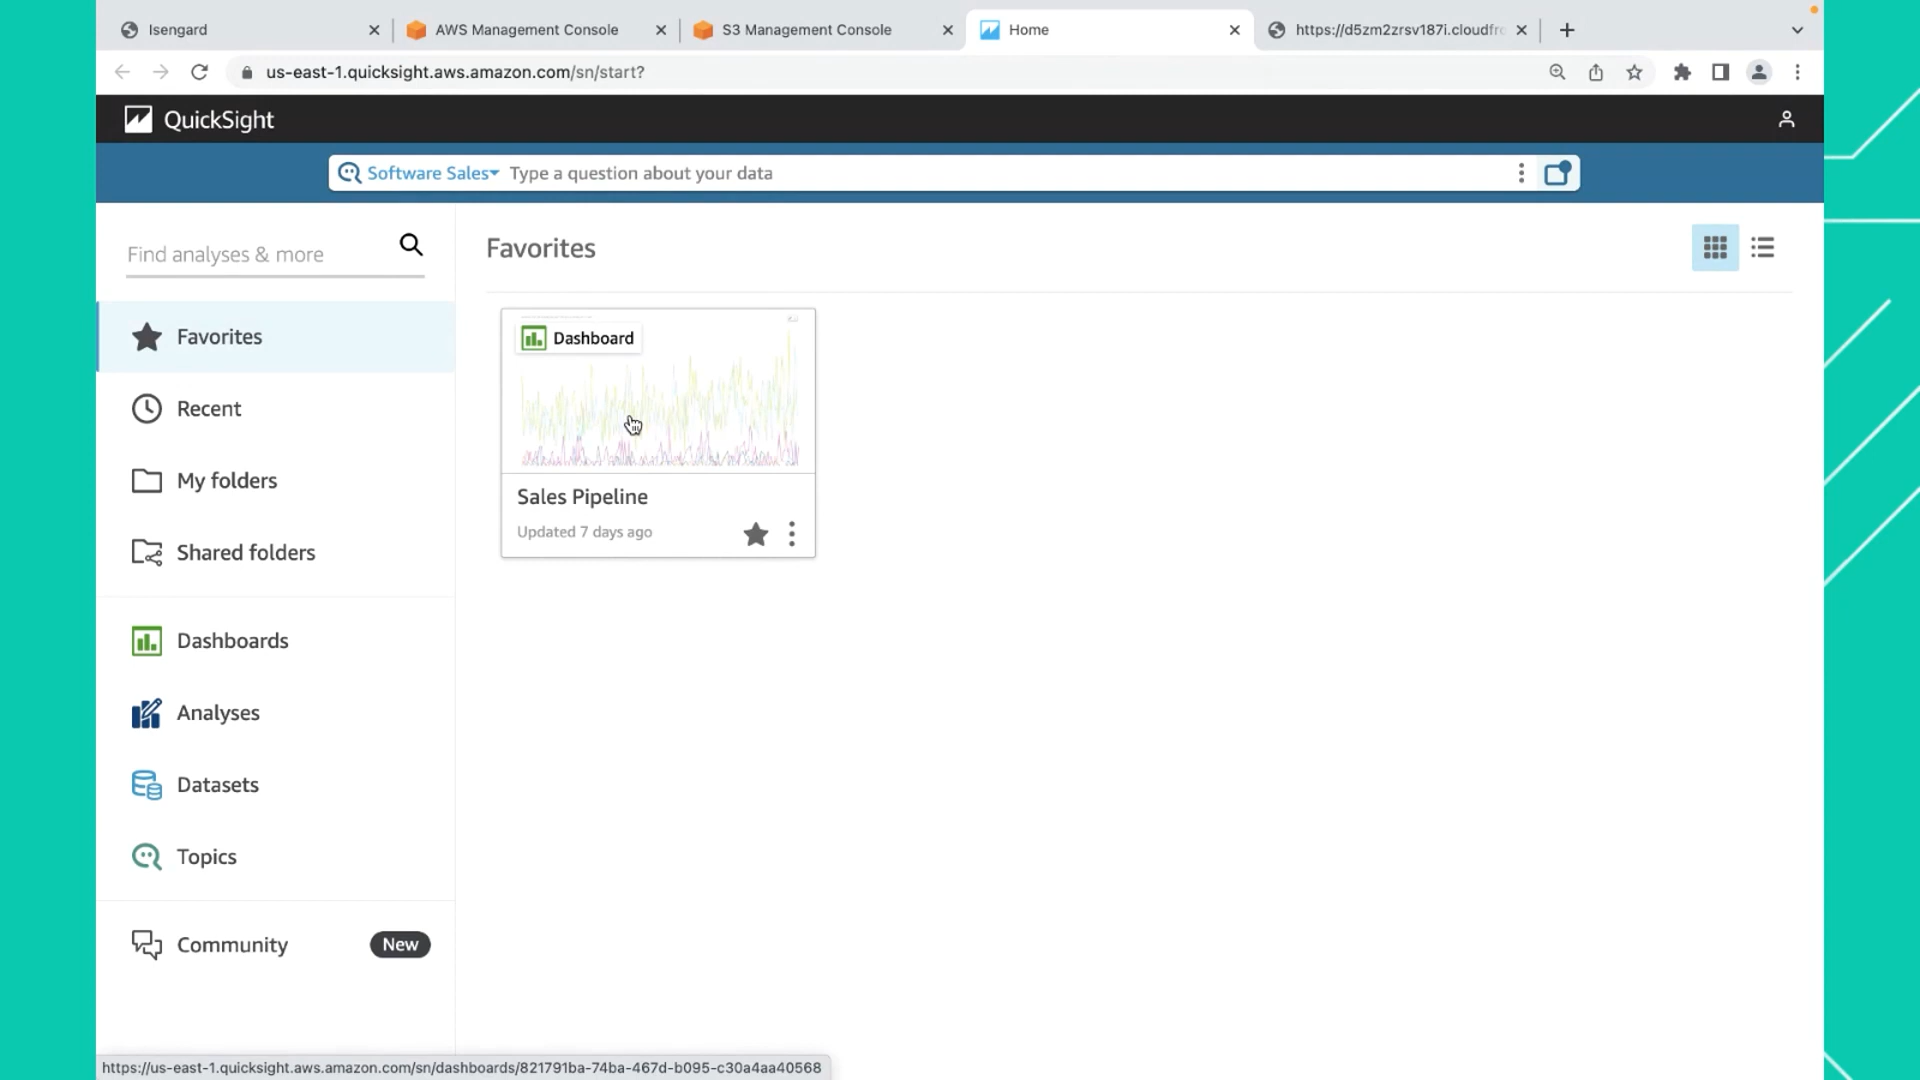 Isengard
AWS Management Console
S3 Management Console
Home
https://d5zm2zrsv187i.cloudfr
us-east-1.quicksight.aws.amazon.com/sn/start?
QuickSight
Software Sales
Type a question about your data
Find analyses & more
Favorites
Recent
My folders
Shared folders
Dashboards
Analyses
Datasets
Topics
Community
New
Favorites
Dashboard
Sales Pipeline
Updated 7 days ago
https://us-east-1.quicksight.aws.amazon.com/sn/dashboards/821791ba-74ba-467d-b095-c30a4aa40568